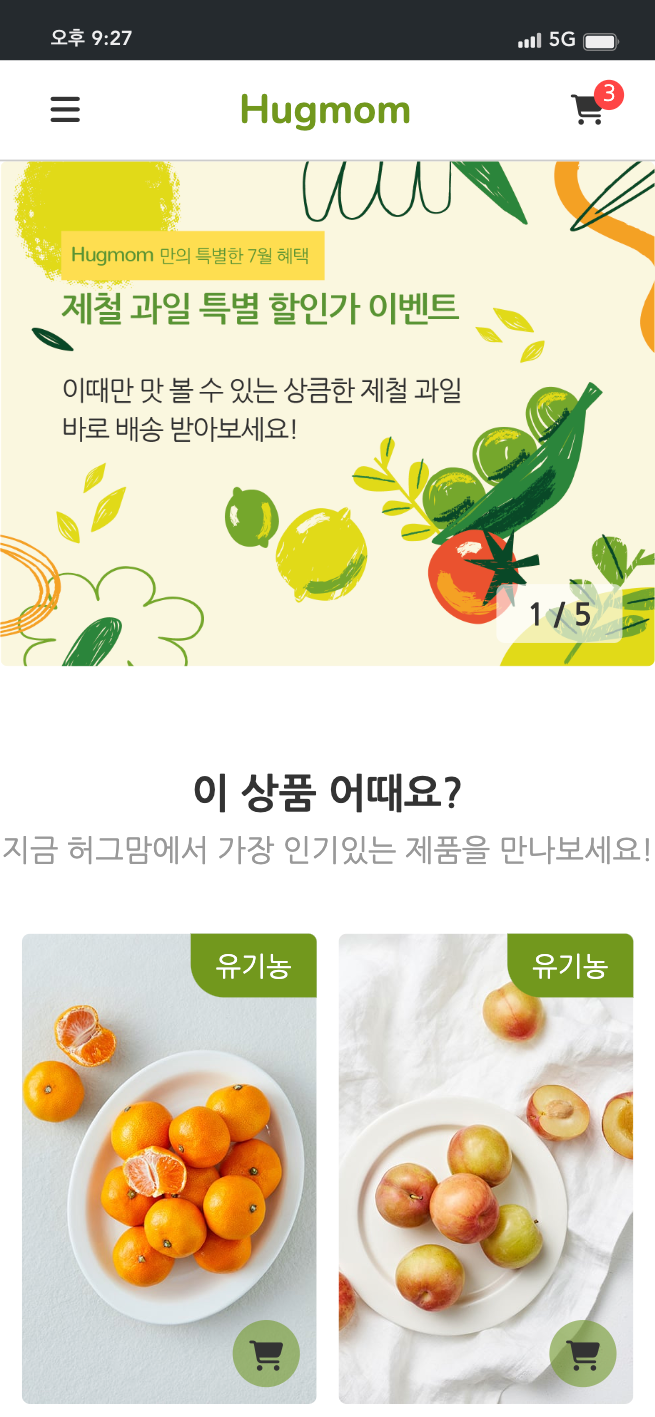 오후 9:27
5G
Hugmom
3
Hugmom 만의 특별한 7월 혜택
제철 과일 특별 할인가 이벤트
이때만 맛 볼 수 있는 상큼한 제철 과일
바로 배송 받아보세요!
1 / 5
이 상품 어때요?
지금 허그맘에서 가장 인기있는 제품을 만나보세요!
유기농
유기농